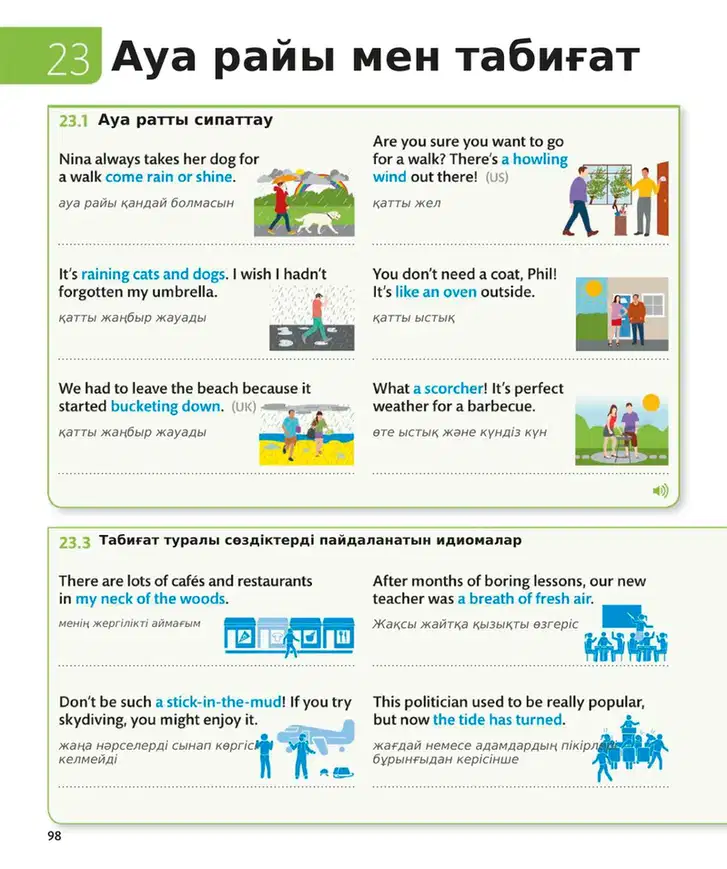 23 Ауа райы мен табиғат
23.1 Ауа ратты сипаттау
Nina always takes her dog for
a walk come rain or shine.
ауа райы қандай болмасын
Are you sure you want to go
for a walk? There's a howling
wind out there! (US)
қатты жел
It's raining cats and dogs. I wish I hadn't
forgotten my umbrella.
қатты жаңбыр жауады
You don't need a coat, Phil!
It's like an oven outside.
қатты ыстық
We had to leave the beach because it
started bucketing down. (UK)
қатты жаңбыр жауады
What a scorcher! It's perfect
weather for a barbecue.
өте ыстық және күндіз күн
23.3 Табиғат туралы сөздіктерді пайдаланатын идиомалар
There are lots of cafés and restaurants
in my neck of the woods.
менің жергілікті аймағым
After months of boring lessons, our new
teacher was a breath of fresh air.
Жақсы жайтқа қызықты өзгеріс
Don't be such a stick-in-the-mud! If you try
skydiving, you might enjoy it.
жаңа нәрселерді сынап көргісі
келмейді
This politician used to be really popular,
but now the tide has turned.
жағдай немесе адамдардың
бұрынғыдан керісінше
98